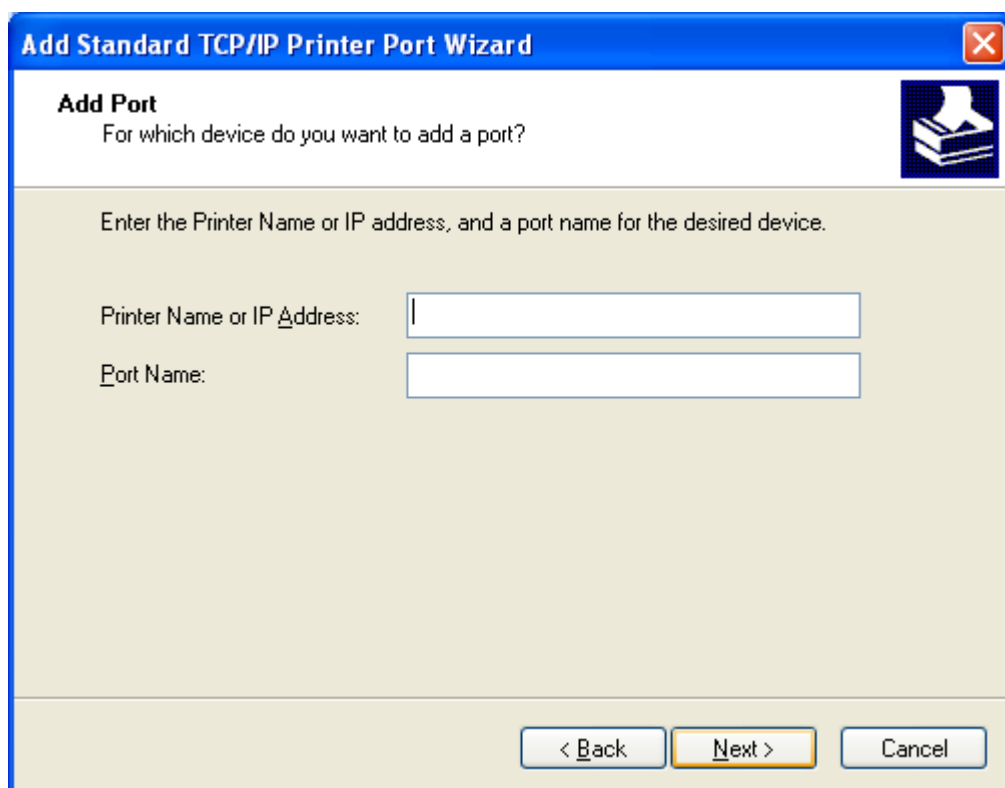 Add Standard TCP/IP Printer Port Wizard
Add Port
For which device do you want to add a port?
Enter the Printer Name or IP address, and a port name for the desired device.
Printer Name or IP Address:
Port Name:
< Back Next > Cancel